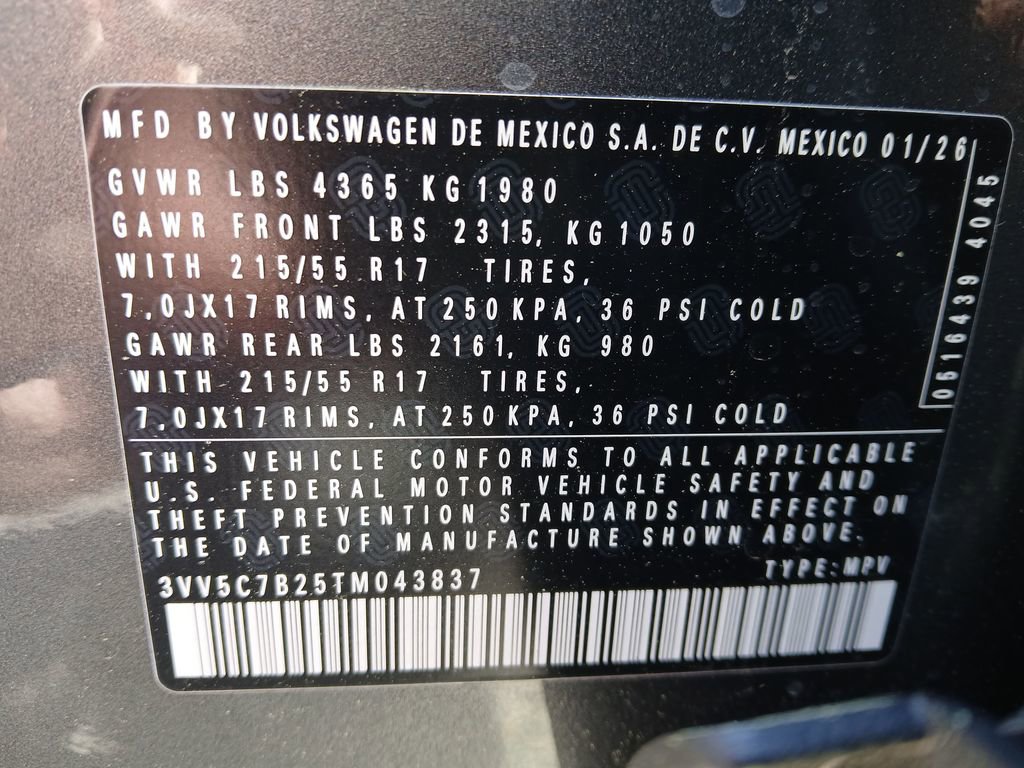 MFD BY VOLKSWAGEN DE MEXICO S.A. DE C.V. MEXICO 01/26
GVWR LBS 4365 KG 1980
GAWR FRONT LBS 2315, KG 1050
WITH 215/55 R17 TIRES,
7,0JX17 RIMS, AT 250 KPA, 36 PSI COLD
GAWR REAR LBS 2161, KG 980
WITH 215/55 R17 TIRES,
7,0JX17 RIMS, AT 250 KPA, 36 PSI COLD
0516439 4045
THIS VEHICLE CONFORMS TO ALL APPLICABLE
U.S. FEDERAL MOTOR VEHICLE SAFETY AND
THEFT PREVENTION STANDARDS IN EFFECT ON
THE DATE OF MANUFACTURE SHOWN ABOVE.
3VV5C7B25TM043837 TYPE:MPV